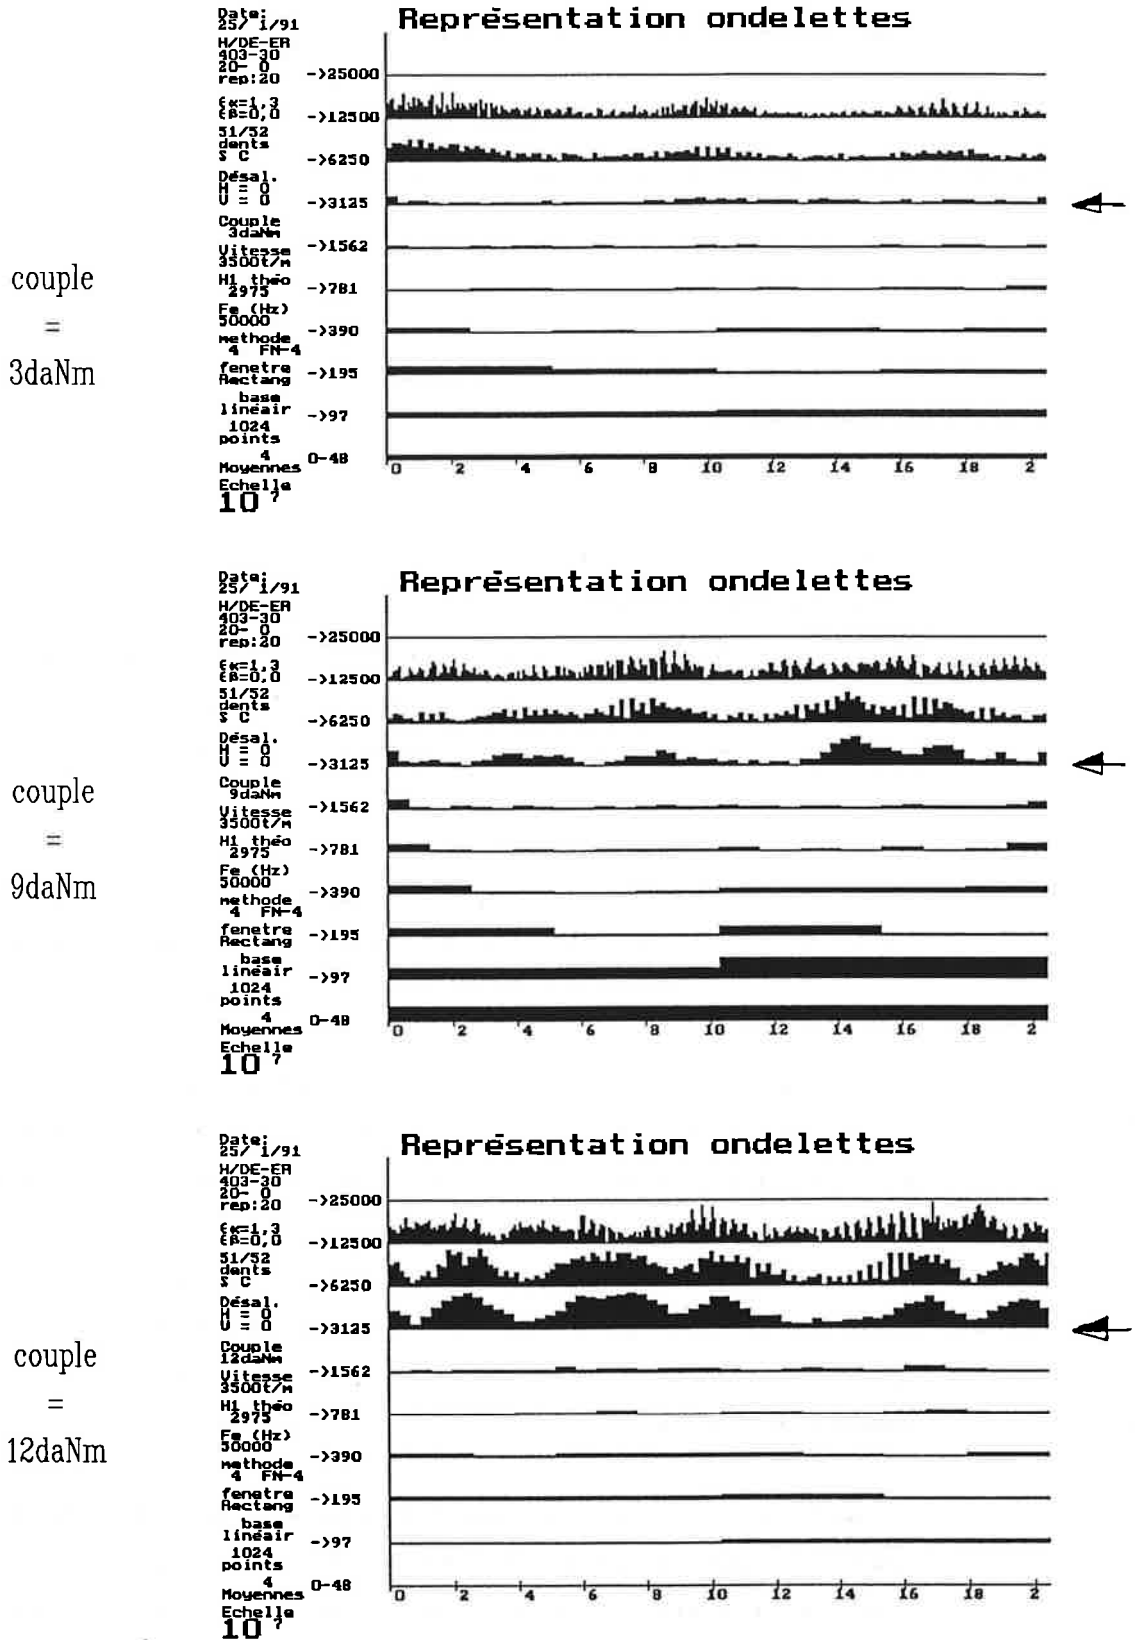 Représentation ondelettes
Date:
25/ 1/91
H/DE-ER
403-30
20- 0
rep:20
->25000
εα=1,3
εβ=0,0
->12500
51/52
dents
S C
->6250
Désal.
H = 0
V = 0
->3125
Couple
3daNm
->1562
Vitesse
3500t/m
H1 théo
2975
->781
Fe (Hz)
50000
->390
methode
4 FN-4
fenetre
Rectang
->195
base
linéair
->97
1024
points
4
Moyennes
0-48
0 2 4 6 8 10 12 14 16 18 2
Echelle
10 7
couple
=
3daNm
Représentation ondelettes
Date:
25/ 1/91
H/DE-ER
403-30
20- 0
rep:20
->25000
εα=1,3
εβ=0,0
->12500
51/52
dents
S C
->6250
Désal.
H = 0
V = 0
->3125
Couple
9daNm
->1562
Vitesse
3500t/m
H1 théo
2975
->781
Fe (Hz)
50000
->390
methode
4 FN-4
fenetre
Rectang
->195
base
linéair
->97
1024
points
4
Moyennes
0-48
0 2 4 6 8 10 12 14 16 18 2
Echelle
10 7
couple
=
9daNm
Représentation ondelettes
Date:
25/ 1/91
H/DE-ER
403-30
20- 0
rep:20
->25000
εα=1,3
εβ=0,0
->12500
51/52
dents
S C
->6250
Désal.
H = 0
V = 0
->3125
Couple
12daNm
->1562
Vitesse
3500t/m
H1 théo
2975
->781
Fe (Hz)
50000
->390
methode
4 FN-4
fenetre
Rectang
->195
base
linéair
->97
1024
points
4
Moyennes
0-48
0 2 4 6 8 10 12 14 16 18 2
Echelle
10 7
couple
=
12daNm